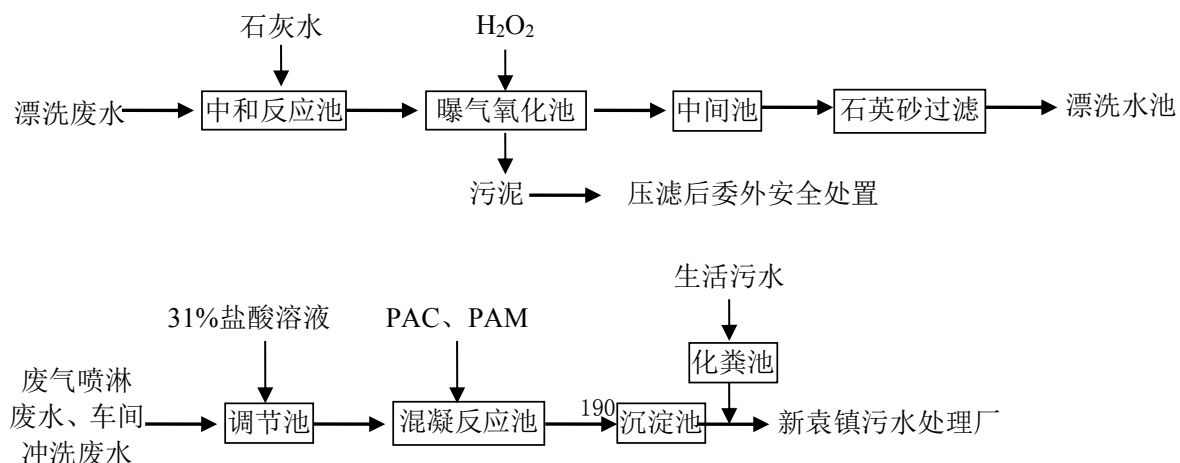 石灰水
H₂O₂
漂洗废水
中和反应池
曝气氧化池
中间池
石英砂过滤
漂洗水池
污泥
压滤后委外安全处置
生活污水
31%盐酸溶液
PAC、PAM
化粪池
废气喷淋
废水、车间
冲洗废水
调节池
混凝反应池
190
沉淀池
新袁镇污水处理厂